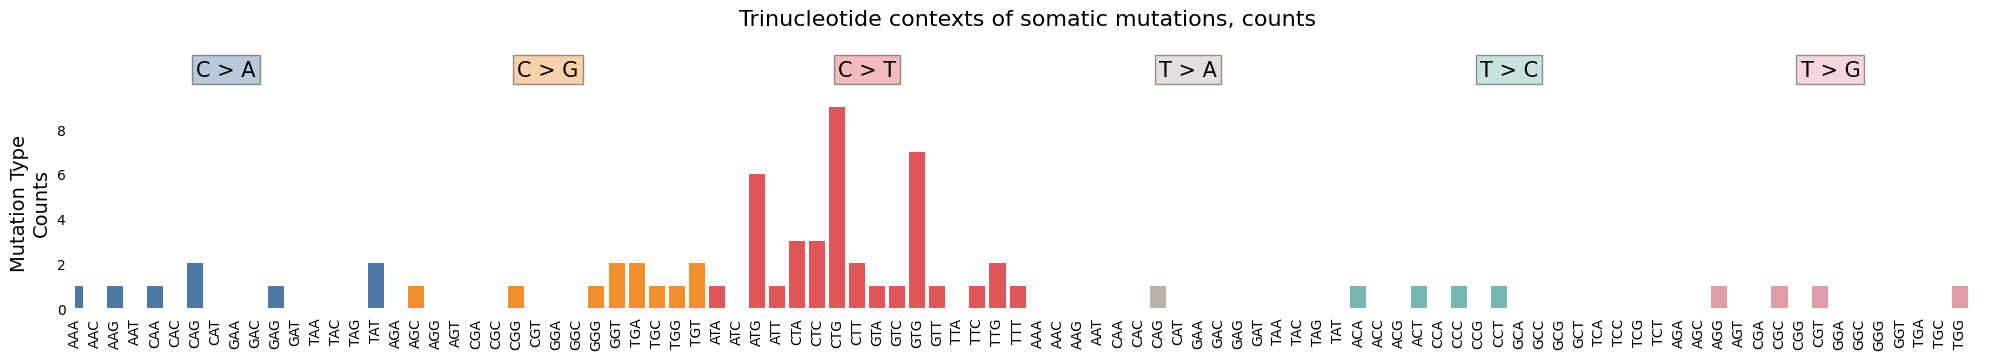 Trinucleotide contexts of somatic mutations, counts
C > A
C > G
C > T
T > A
T > C
T > G
Mutation Type
Counts
8
6
4
2
0
AAA AAC AAG AAT CAA CAC CAG CAT GAA GAC GAG GAT TAA TAC TAG TAT AGA AGC AGG AGT CGA CGC CGG CGT GGA GGC GGG GGT TGA TGC TGG TGT ATA ATC ATG ATT CTA CTC CTG CTT GTA GTC GTG GTT TTA TTC TTG TTT AAA AAC AAG AAT CAA CAC CAG CAT GAA GAC GAG GAT TAA TAC TAG TAT ACA ACC ACG ACT CCA CCC CCG CCT GCA GCC GCG GCT TCA TCC TCG TCT AGA AGC AGG AGT CGA CGC CGG CGT GGA GGC GGG GGT TGA TGC TGG